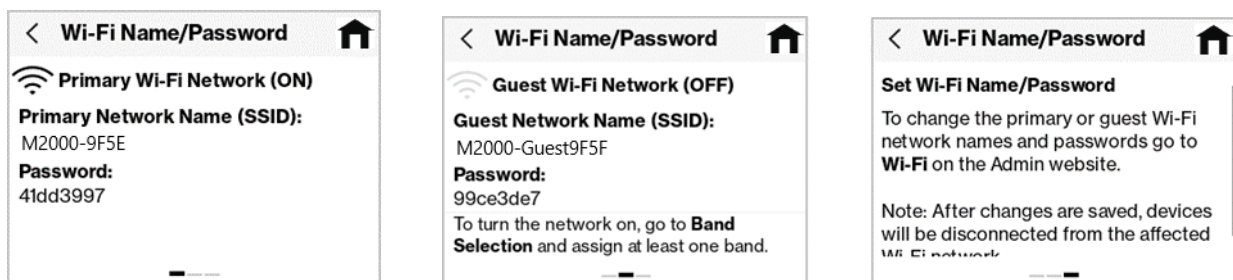 Wi-Fi Name/Password
Primary Wi-Fi Network (ON)
Primary Network Name (SSID):
M2000-9F5E
Password:
41dd3997
Wi-Fi Name/Password
Guest Wi-Fi Network (OFF)
Guest Network Name (SSID):
M2000-Guest9F5F
Password:
99ce3de7
To turn the network on, go to Band
Selection and assign at least one band.
Wi-Fi Name/Password
Set Wi-Fi Name/Password
To change the primary or guest Wi-Fi
network names and passwords go to
Wi-Fi on the Admin website.
Note: After changes are saved, devices
will be disconnected from the affected
Wi-Fi network